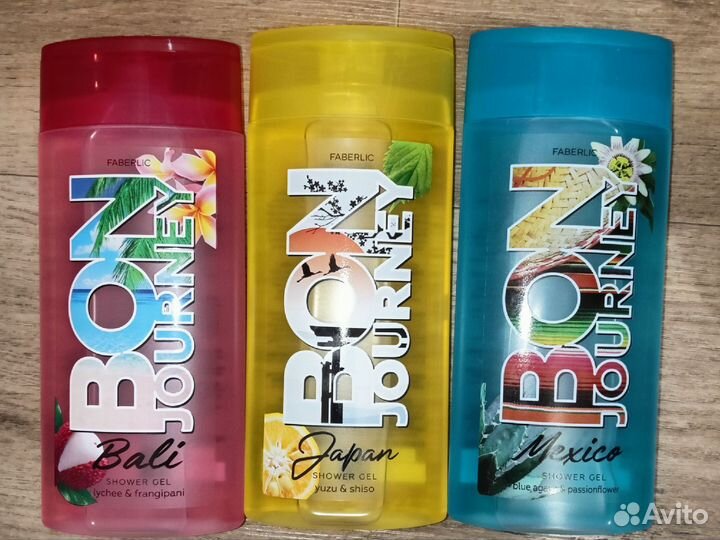 FABERLIC
BON
JOURNEY
Bali
SHOWER GEL
lychee & frangipani
FABERLIC
BON
JOURNEY
Japan
SHOWER GEL
yuzu & shiso
FABERLIC
BON
JOURNEY
Mexico
SHOWER GEL
blue agave & passionflower
Avito